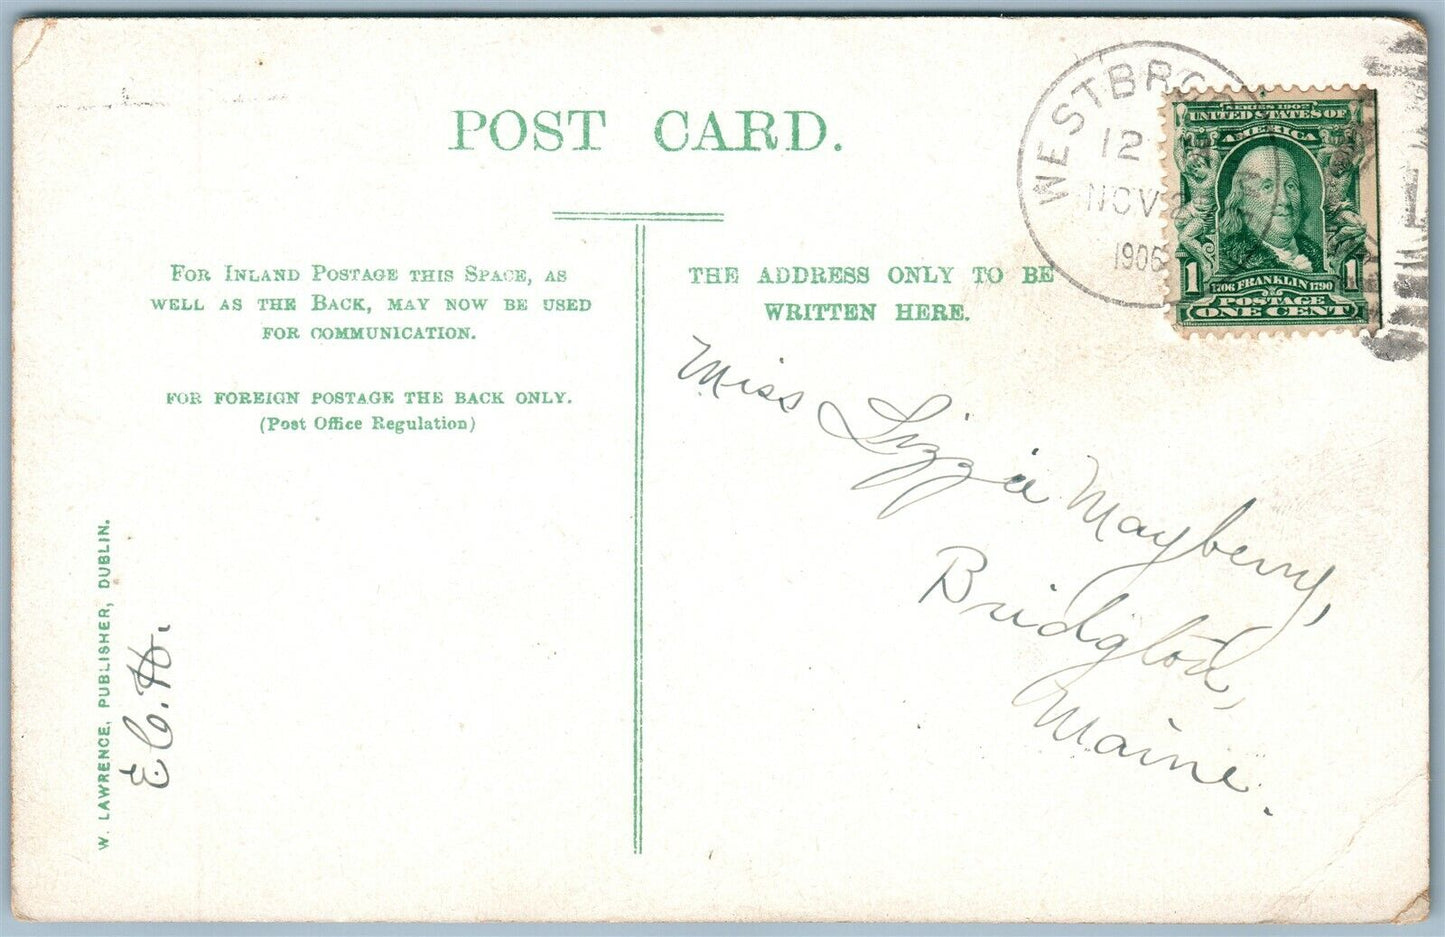 POST CARD.
FOR INLAND POSTAGE THIS SPACE, AS
WELL AS THE BACK, MAY NOW BE USED
FOR COMMUNICATION.
FOR FOREIGN POSTAGE THE BACK ONLY.
(Post Office Regulation)
W. LAWRENCE, PUBLISHER, DUBLIN.
E.C.H.
THE ADDRESS ONLY TO BE
WRITTEN HERE.
WESTBRO
12
NOV 2
1906
SERIES 1902
UNITED STATES OF
AMERICA
1 1
1706 FRANKLIN 1790
POSTAGE
ONE CENT
Miss Lizzie Mayberry,
Bridgton,
Maine.